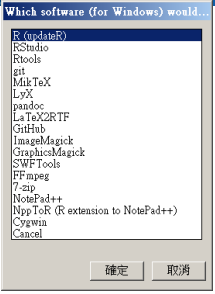 Which software (for Windows) would...
R (updateR)
RStudio
Rtools
git
MikTeX
LyX
pandoc
LaTeX2RTF
GitHub
ImageMagick
GraphicsMagick
SWFTools
FFmpeg
7-zip
NotePad++
NppToR (R extension to NotePad++)
Cygwin
Cancel
確定 取消